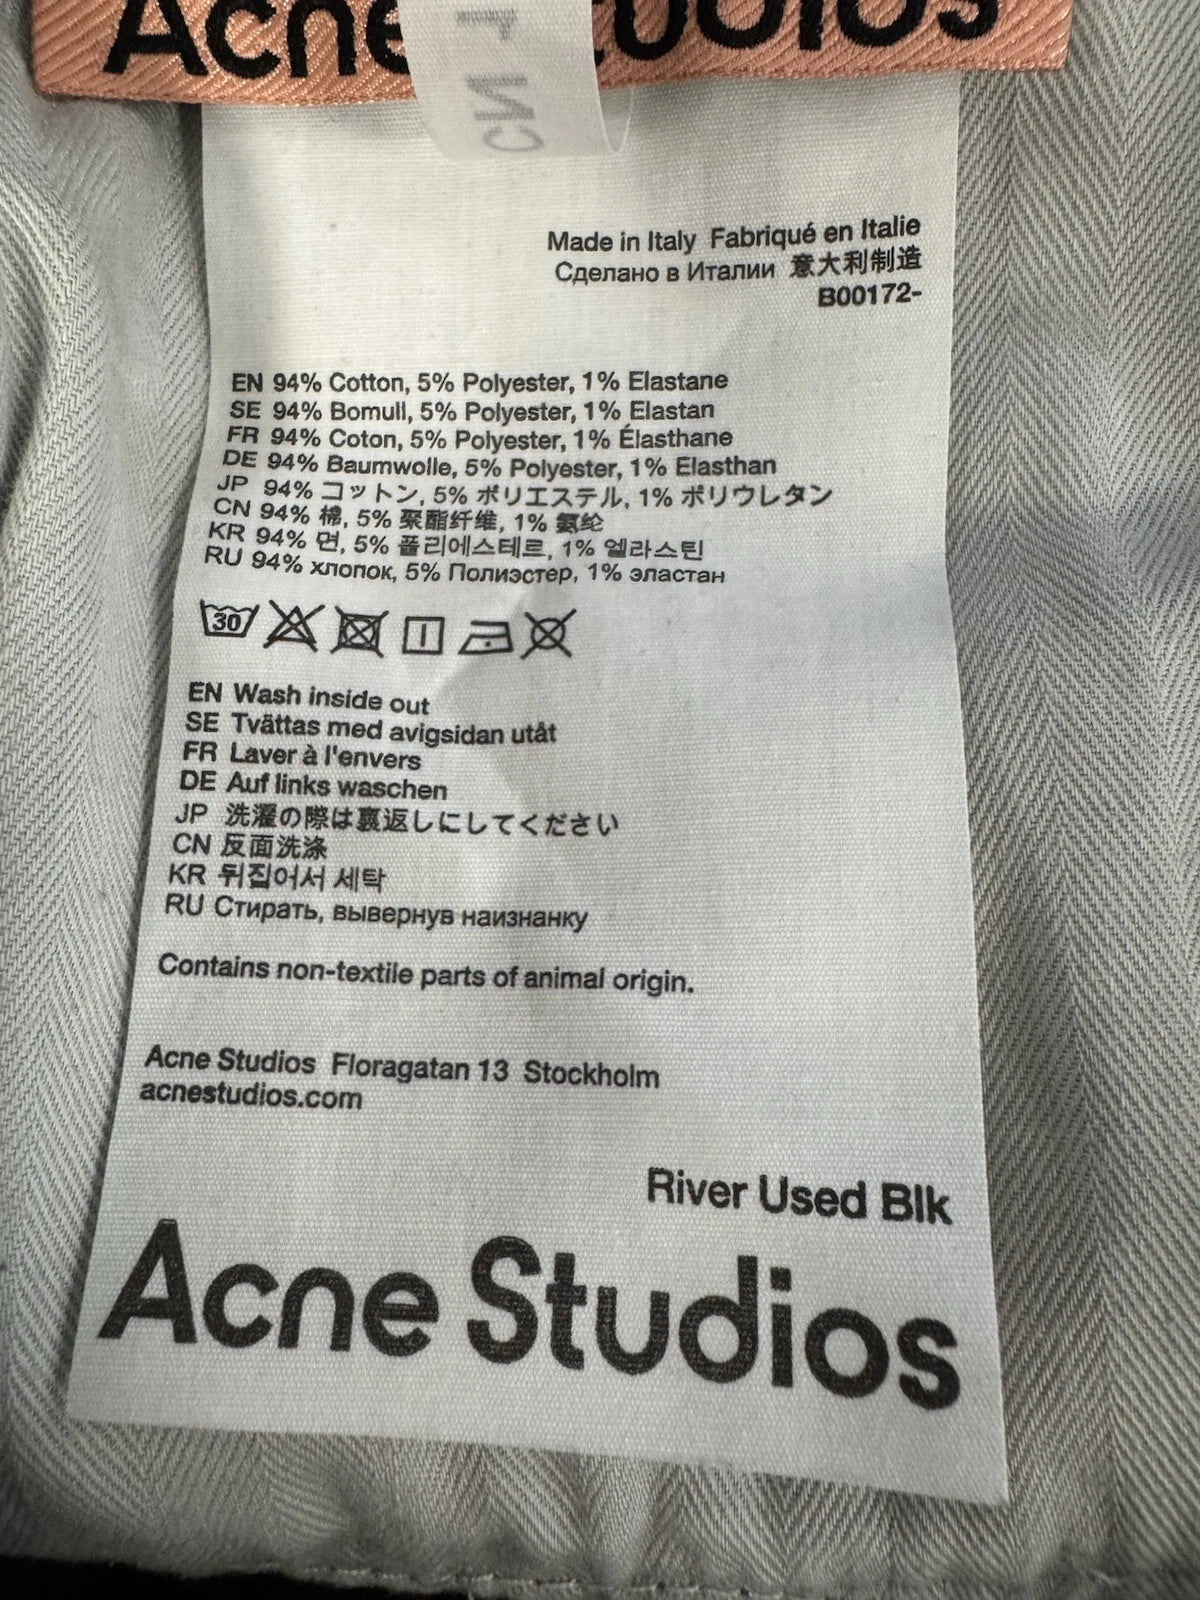 Acne Studios
CN
Made in Italy Fabriqué en Italie
Сделано в Италии 意大利制造
B00172-
EN 94% Cotton, 5% Polyester, 1% Elastane
SE 94% Bomull, 5% Polyester, 1% Elastan
FR 94% Coton, 5% Polyester, 1% Élasthane
DE 94% Baumwolle, 5% Polyester, 1% Elasthan
JP 94% コットン, 5% ポリエステル, 1% ポリウレタン
CN 94% 棉, 5% 聚酯纤维, 1% 氨纶
KR 94% 면, 5% 폴리에스테르, 1% 엘라스틴
RU 94% хлопок, 5% Полиэстер, 1% эластан
30
EN Wash inside out
SE Tvättas med avigsidan utåt
FR Laver à l'envers
DE Auf links waschen
JP 洗濯の際は裏返しにしてください
CN 反面洗涤
KR 뒤집어서 세탁
RU Стирать, вывернув наизнанку
Contains non-textile parts of animal origin.
Acne Studios Floragatan 13 Stockholm
acnestudios.com
River Used Blk
Acne Studios